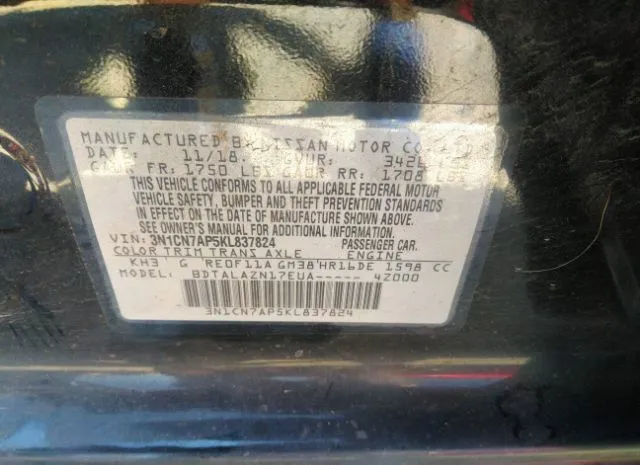 MANUFACTURED BY NISSAN MOTOR CO.
DATE: 11/18 GVWR:
GAWR FR: 1750 LBS GAWR RR: 1708 LBS
THIS VEHICLE CONFORMS TO ALL APPLICABLE FEDERAL MOTOR
VEHICLE SAFETY, BUMPER AND THEFT PREVENTION STANDARDS
IN EFFECT ON THE DATE OF MANUFACTURE SHOWN ABOVE.
SEE OWNER'S MANUAL FOR ADDITIONAL INFORMATION.
VIN: 3N1CN7AP5KL837824 PASSENGER CAR.
COLOR TRIM TRANS AXLE ENGINE
KH3 G RE0F11A GM38 HR16DE 1598 CC
MODEL: BDTALAZN17EUA----- 4Z000
3N1CN7AP5KL837824